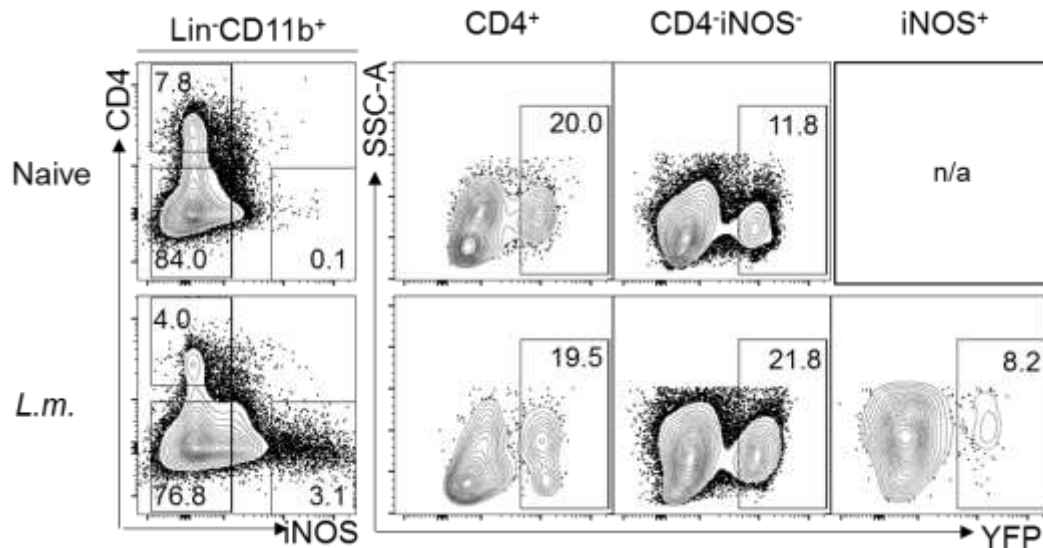 Lin⁻CD11b⁺
CD4⁺
CD4⁻iNOS⁻
iNOS⁺
Naive
CD4
7.8
84.0
0.1
SSC-A
20.0
11.8
n/a
L.m.
4.0
76.8
3.1
19.5
21.8
8.2
iNOS
YFP